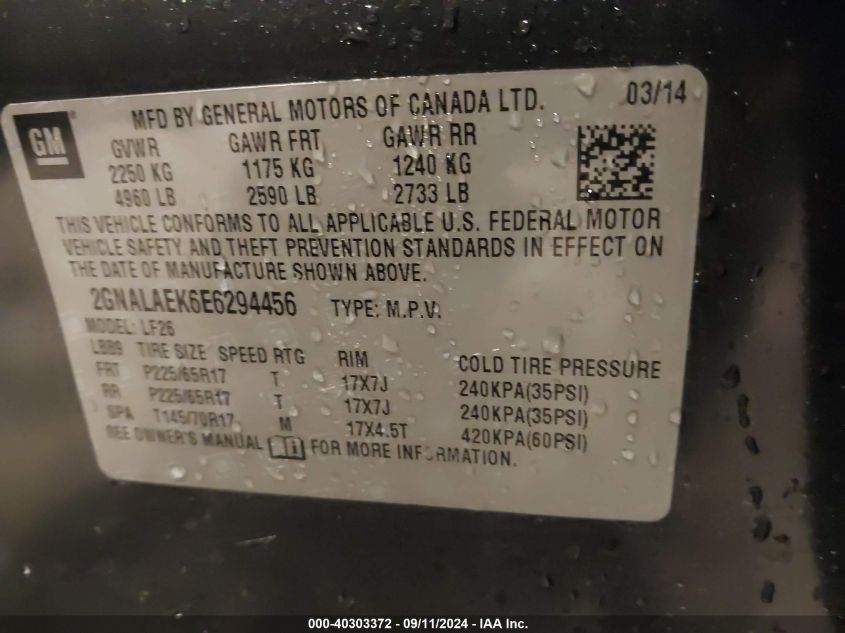 GM
MFD BY GENERAL MOTORS OF CANADA LTD. 03/14
GVWR GAWR FRT GAWR RR
2250 KG 1175 KG 1240 KG
4960 LB 2590 LB 2733 LB
THIS VEHICLE CONFORMS TO ALL APPLICABLE U.S. FEDERAL MOTOR
VEHICLE SAFETY AND THEFT PREVENTION STANDARDS IN EFFECT ON
THE DATE OF MANUFACTURE SHOWN ABOVE.
2GNALAEK6E6294456 TYPE: M.P.V.
MODEL: LF26
TIRE SIZE SPEED RTG RIM COLD TIRE PRESSURE
FRT P225/65R17 T 17X7J 240KPA(35PSI)
RR P225/65R17 T 17X7J 240KPA(35PSI)
SPA T145/70R17 M 17X4.5T 420KPA(60PSI)
SEE OWNER'S MANUAL FOR MORE INFORMATION.
000-40303372 - 09/11/2024 - IAA Inc.